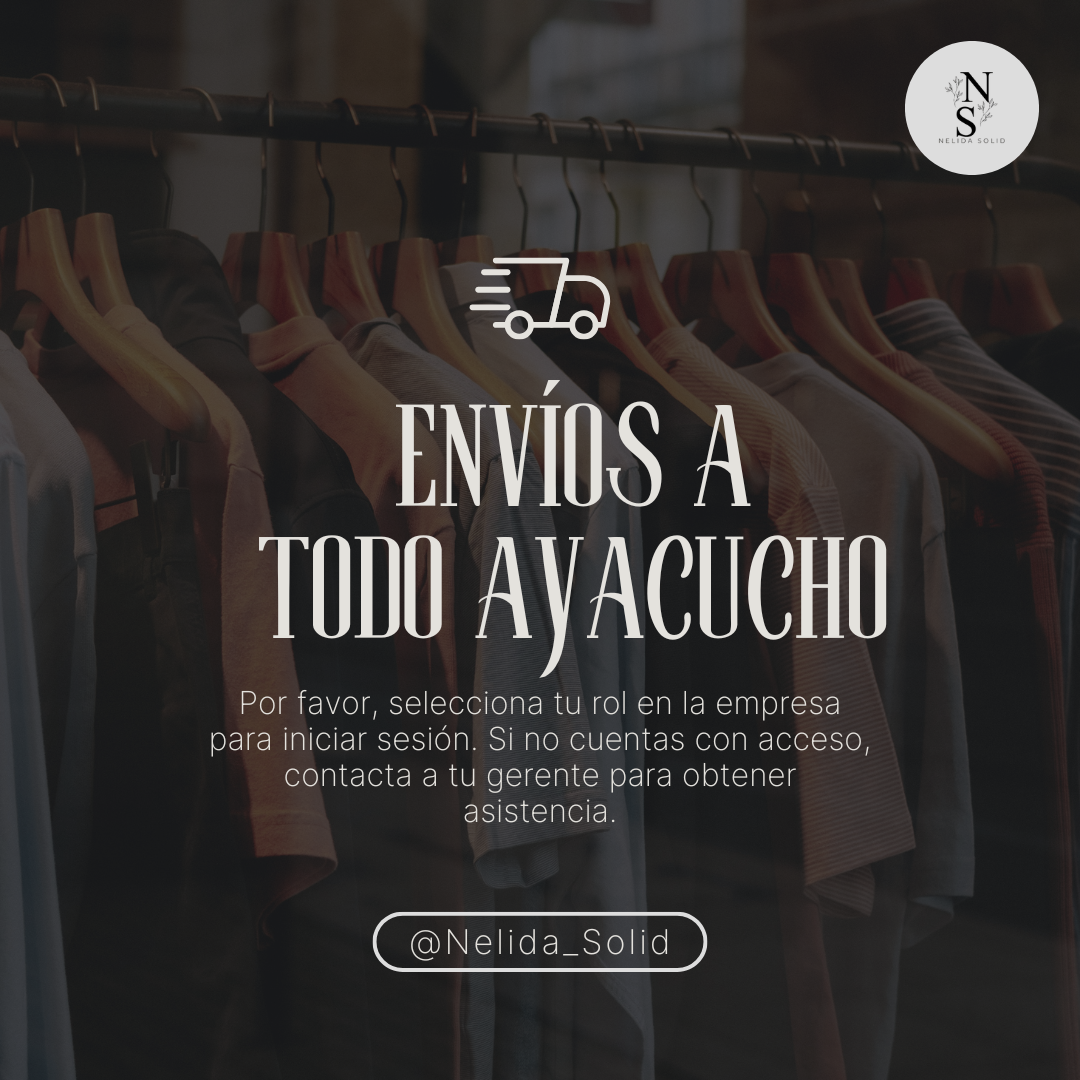 N
S
NELIDA SOLID
ENVÍOS A
TODO AYACUCHO
Por favor, selecciona tu rol en la empresa
para iniciar sesión. Si no cuentas con acceso,
contacta a tu gerente para obtener
asistencia.
@Nelida_Solid